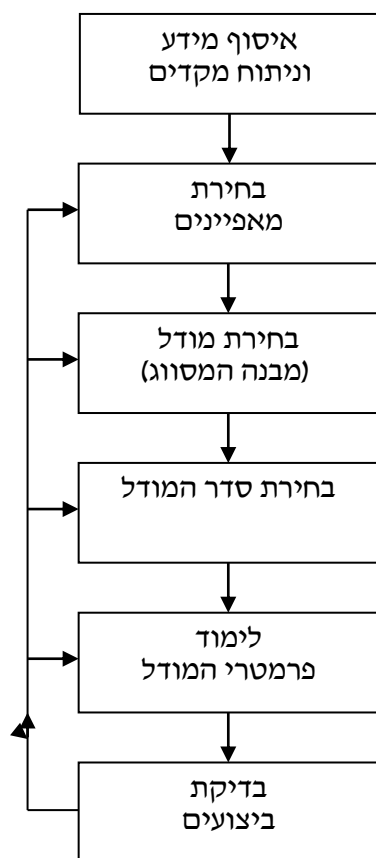 איסוף מידע
וניתוח מקדים
בחירת
מאפיינים
בחירת מודל
(מבנה המסווג)
בחירת סדר המודל
לימוד
פרמטרי המודל
בדיקת
ביצועים